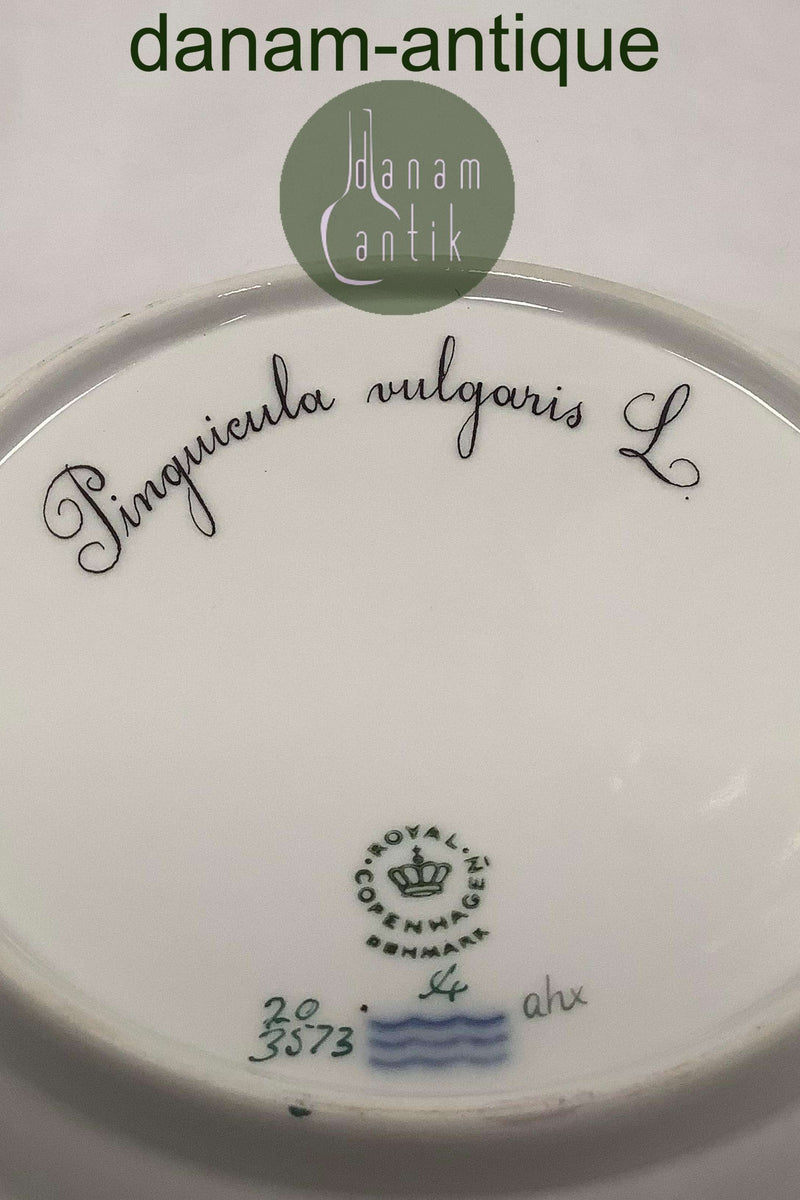 danam-antique
danam
antik
Pinguicula vulgaris L.
ROYAL
COPENHAGEN
DENMARK
20
3573
ahx